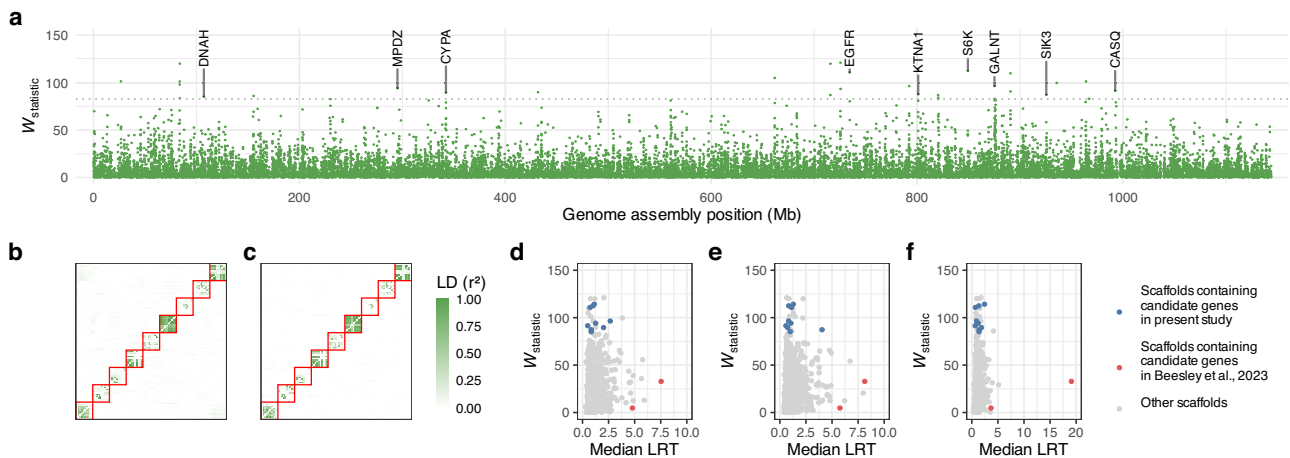 a
150
100
50
0
W statistic
DNAH
MPDZ
CYPA
EGFR
KTNA1
S6K
GALNT
SIK3
CASQ
0 200 400 600 800 1000
Genome assembly position (Mb)
b
c
LD (r²)
1.00
0.75
0.50
0.25
0.00
d
150
100
50
0
W statistic
0.0 2.5 5.0 7.5 10.0
Median LRT
e
150
100
50
0
W statistic
0.0 2.5 5.0 7.5 10.0
Median LRT
f
150
100
50
0
W statistic
0 5 10 15 20
Median LRT
Scaffolds containing
candidate genes
in present study
Scaffolds containing
candidate genes
in Beesley et al., 2023
Other scaffolds